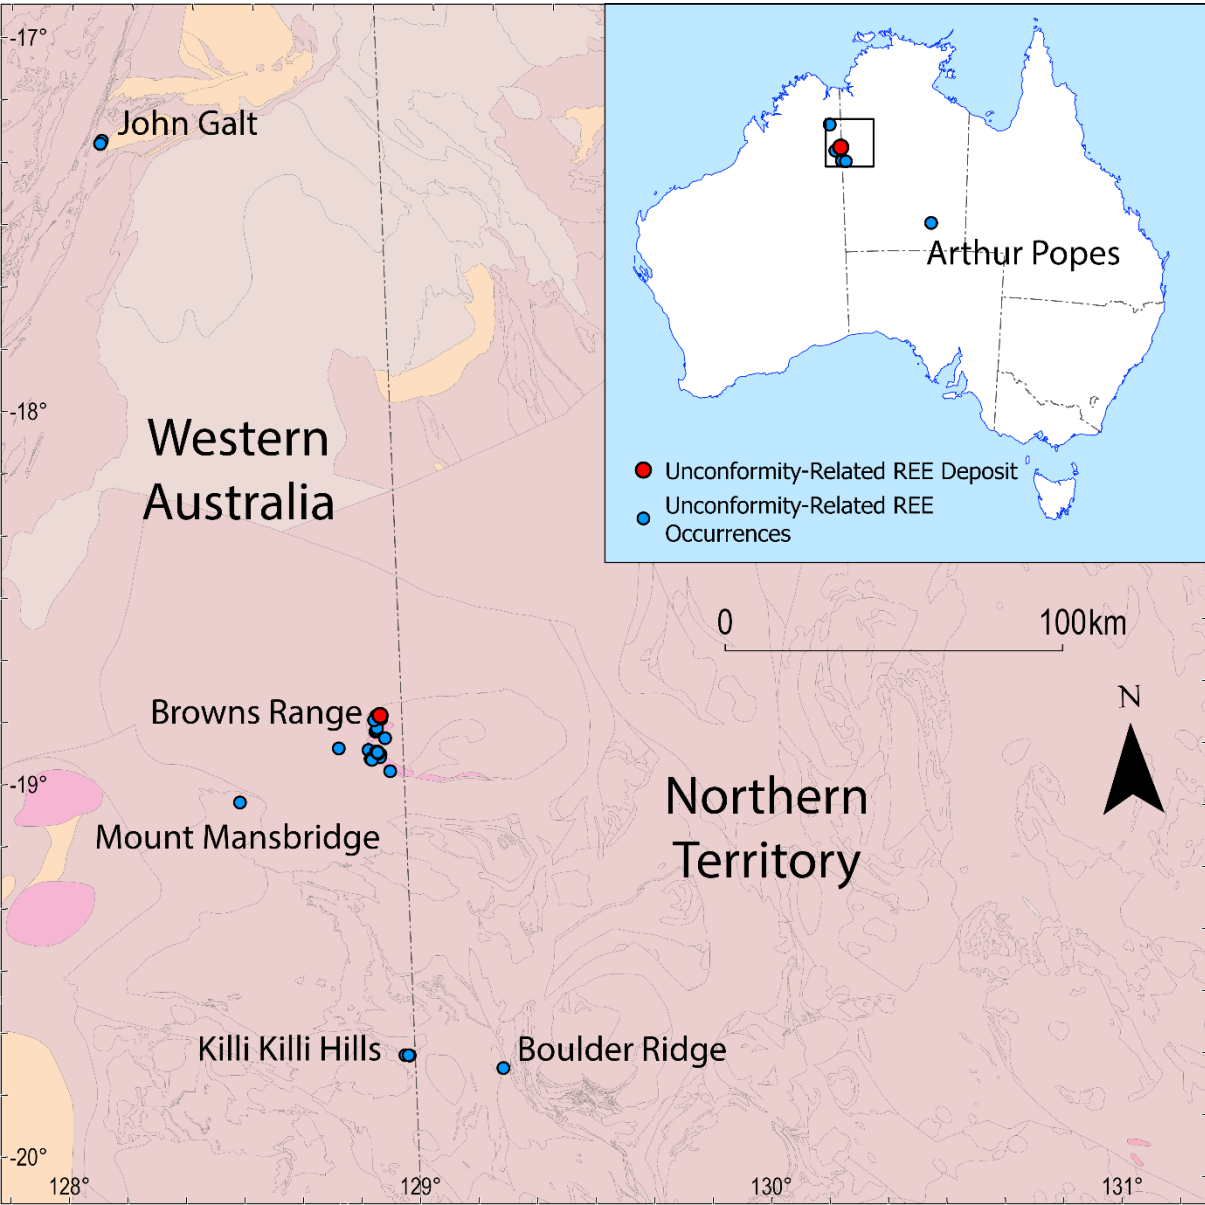 -17°
John Galt
Arthur Popes
Western
Australia
-18°
Unconformity-Related REE Deposit
Unconformity-Related REE
Occurrences
0
100km
N
Browns Range
-19°
Northern
Territory
Mount Mansbridge
Killi Killi Hills
Boulder Ridge
-20°
128°
129°
130°
131°